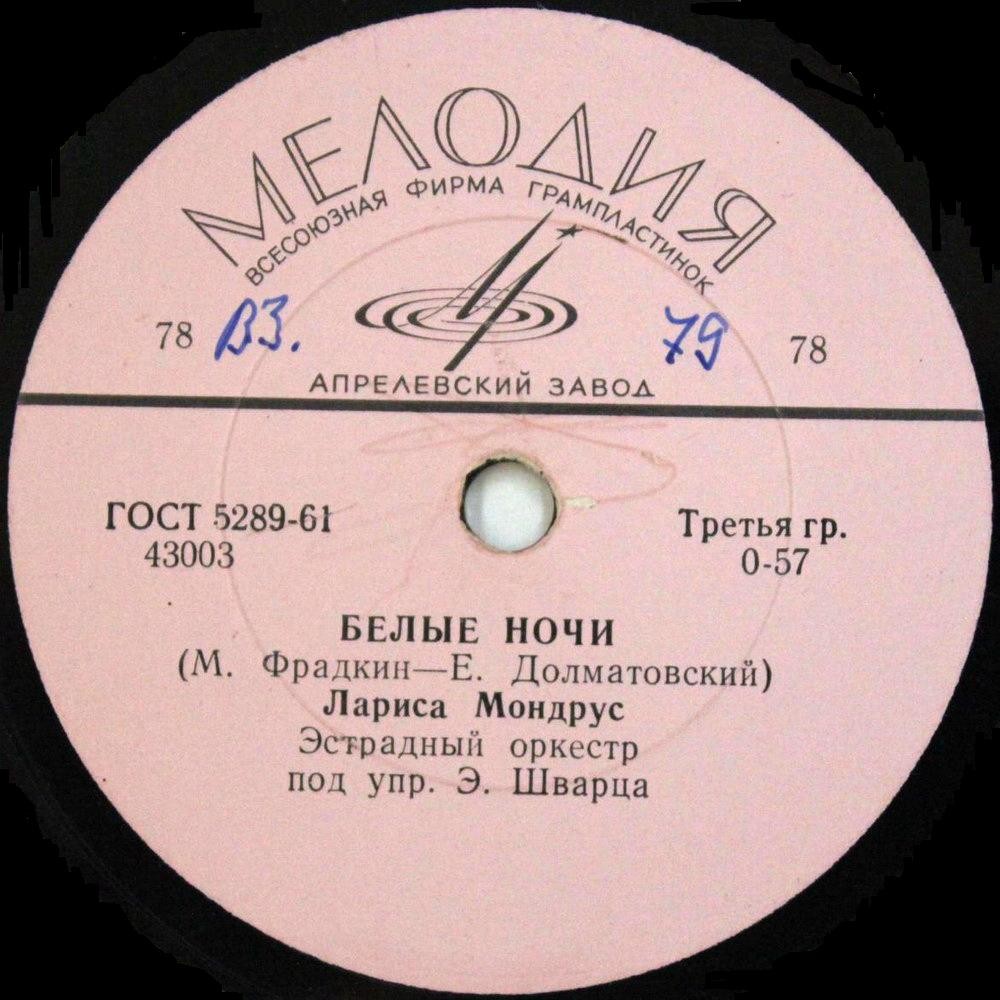 МЕЛОДИЯ
ВСЕСОЮЗНАЯ ФИРМА ГРАМПЛАСТИНОК
78 ВЗ. 79 78
АПРЕЛЕВСКИЙ ЗАВОД
ГОСТ 5289-61 Третья гр.
43003 0-57
БЕЛЫЕ НОЧИ
(М. Фрадкин—Е. Долматовский)
Лариса Мондрус
Эстрадный оркестр
под упр. Э. Шварца